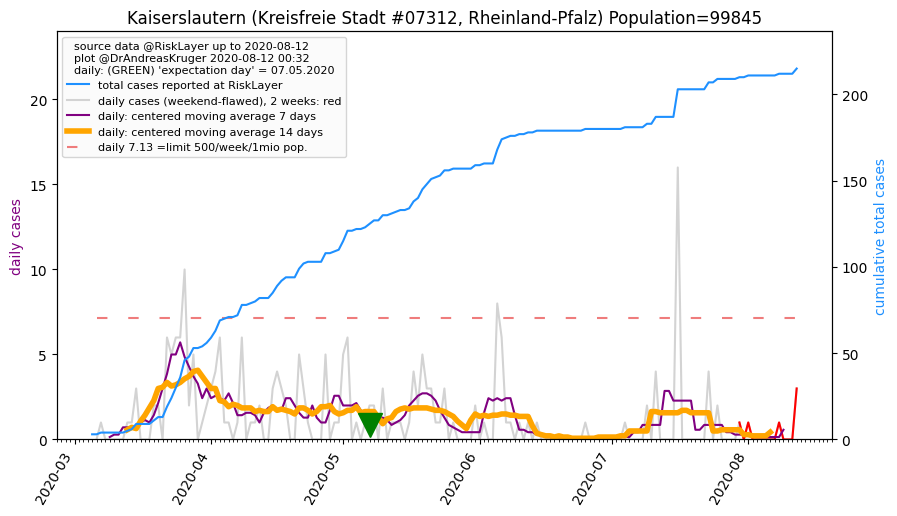 Kaiserslautern (Kreisfreie Stadt #07312, Rheinland-Pfalz) Population=99845
source data @RiskLayer up to 2020-08-12
plot @DrAndreasKruger 2020-08-12 00:32
daily: (GREEN) 'expectation day' = 07.05.2020
total cases reported at RiskLayer
daily cases (weekend-flawed), 2 weeks: red
daily: centered moving average 7 days
daily: centered moving average 14 days
daily 7.13 =limit 500/week/1mio pop.
daily cases
20
15
10
5
0
cumulative total cases
200
150
100
50
0
2020-03
2020-04
2020-05
2020-06
2020-07
2020-08